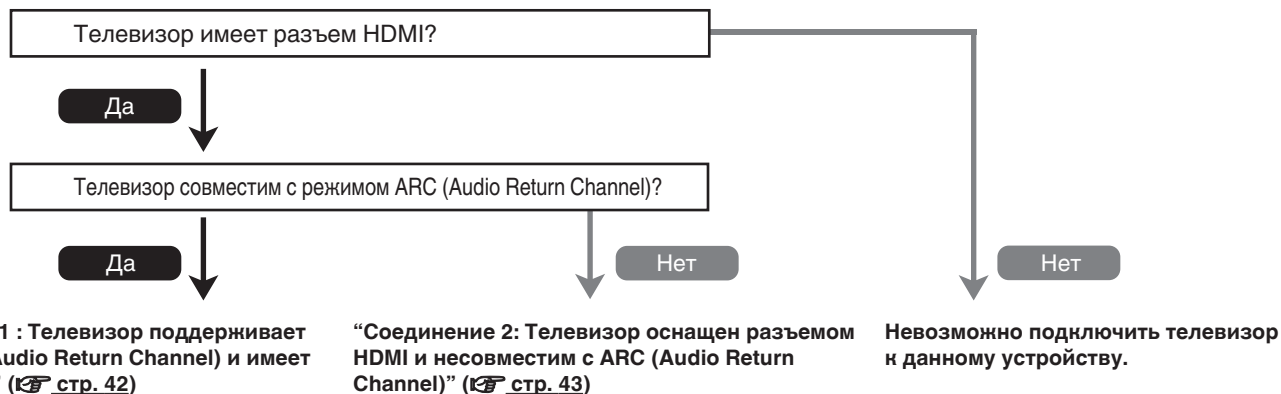 Телевизор имеет разъем HDMI?
Да
Телевизор совместим с режимом ARC (Audio Return Channel)?
Да
Нет
Нет
1 : Телевизор поддерживает
Audio Return Channel) и имеет
” (стр. 42)
“Соединение 2: Телевизор оснащен разъемом
HDMI и несовместим с ARC (Audio Return
Channel)” (стр. 43)
Невозможно подключить телевизор
к данному устройству.